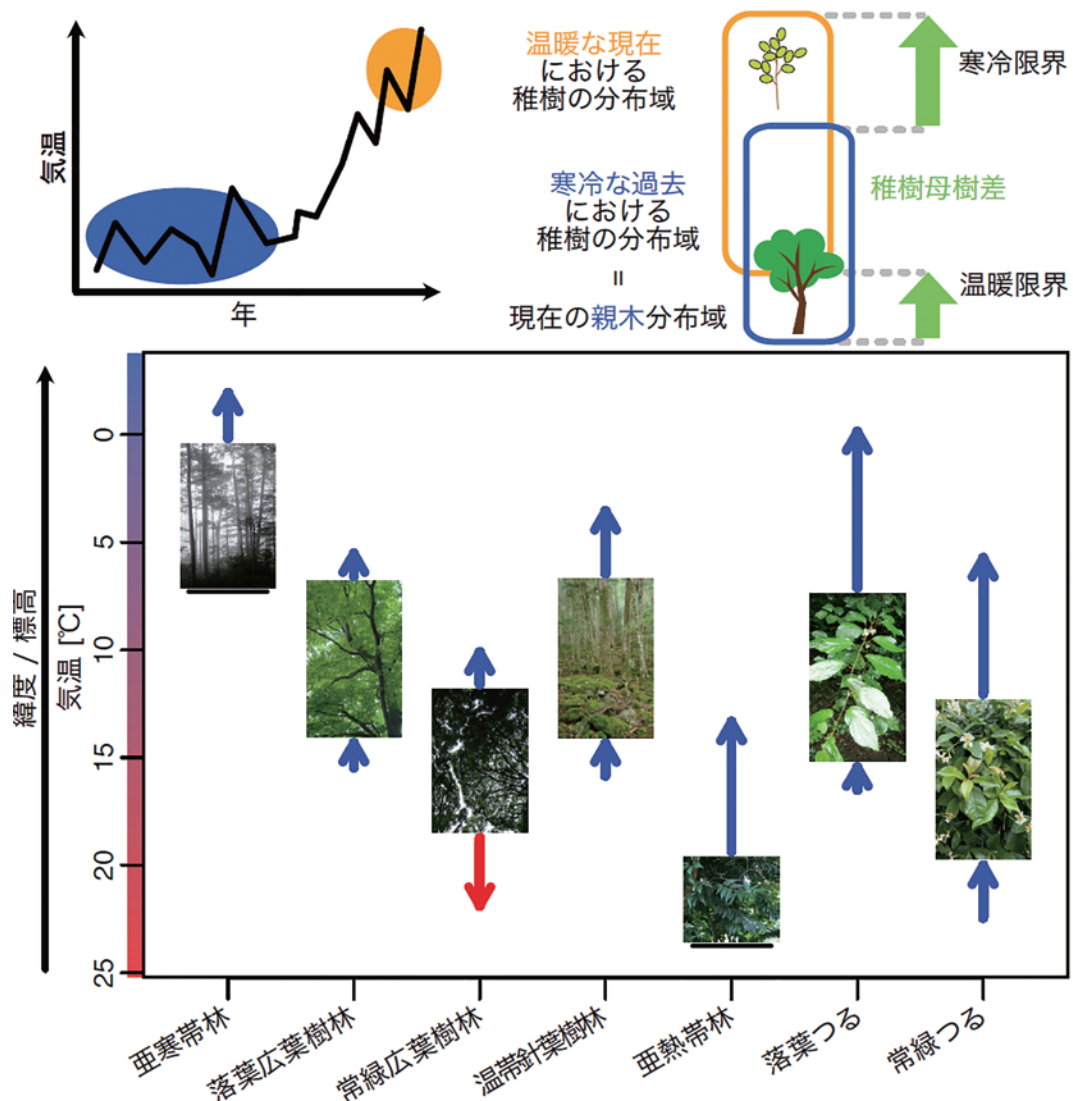 気温
年
温暖な現在
における
稚樹の分布域
寒冷な過去
における
稚樹の分布域
=
現在の親木分布域
寒冷限界
稚樹母樹差
温暖限界
緯度 / 標高
気温 [℃]
0
5
10
15
20
25
亜寒帯林
落葉広葉樹林
常緑広葉樹林
温帯針葉樹林
亜熱帯林
落葉つる
常緑つる